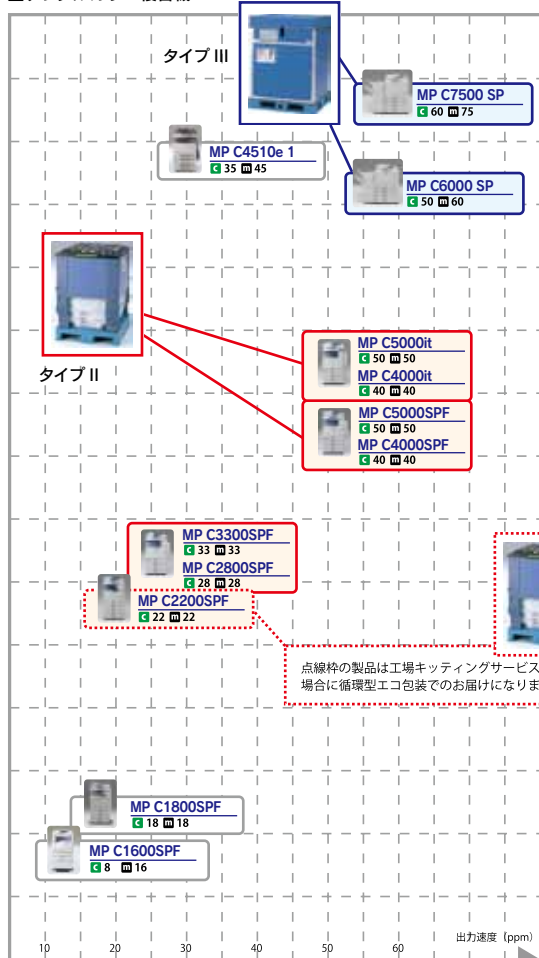 タイプ III
MP C7500 SP
c 60 m 75
MP C4510e 1
c 35 m 45
MP C6000 SP
c 50 m 60
タイプ II
MP C5000it
c 50 m 50
MP C4000it
c 40 m 40
MP C5000SPF
c 50 m 50
MP C4000SPF
c 40 m 40
MP C3300SPF
c 33 m 33
MP C2800SPF
c 28 m 28
MP C2200SPF
c 22 m 22
点線枠の製品は工場キッティングサービス
場合に循環型エコ包装でのお届けになりま
MP C1800SPF
c 18 m 18
MP C1600SPF
c 8 m 16
出力速度 (ppm)
10 20 30 40 50 60